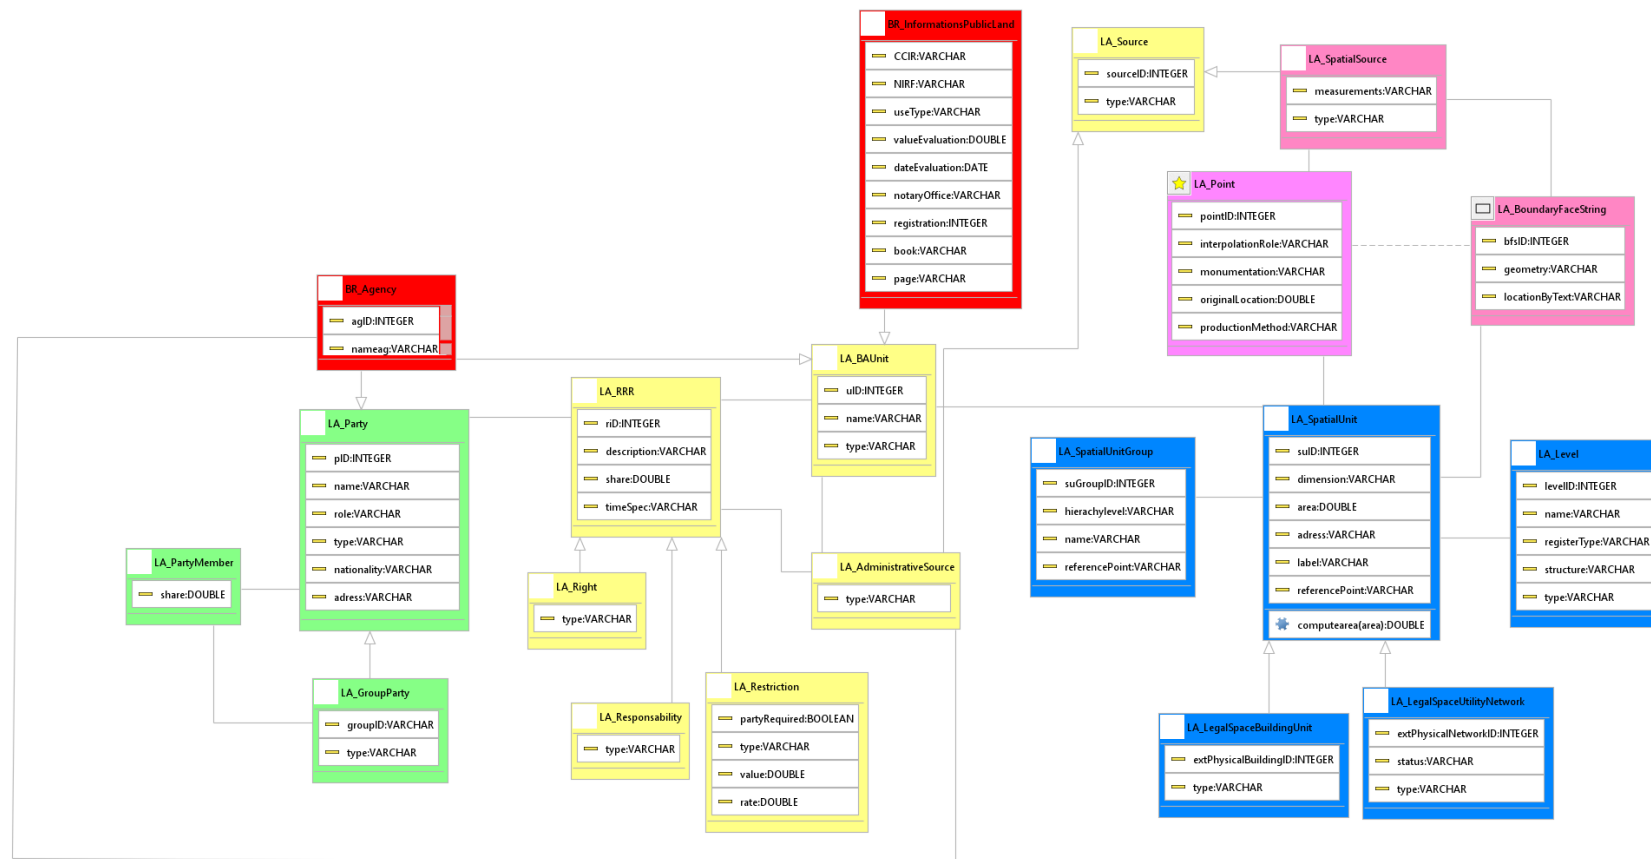 BR_InformationsPublicLand
CCIR:VARCHAR
NIRF:VARCHAR
useType:VARCHAR
valueEvaluation:DOUBLE
dateEvaluation:DATE
notaryOffice:VARCHAR
registration:INTEGER
book:VARCHAR
page:VARCHAR
LA_Source
sourceID:INTEGER
type:VARCHAR
LA_SpatialSource
measurements:VARCHAR
type:VARCHAR
LA_Point
pointID:INTEGER
interpolationRole:VARCHAR
monumentation:VARCHAR
originalLocation:DOUBLE
productionMethod:VARCHAR
LA_BoundaryFaceString
bfsID:INTEGER
geometry:VARCHAR
locationByText:VARCHAR
BR_Agency
agID:INTEGER
nameag:VARCHAR
LA_BAUnit
uID:INTEGER
name:VARCHAR
type:VARCHAR
LA_RRR
riD:INTEGER
description:VARCHAR
share:DOUBLE
timeSpec:VARCHAR
LA_Party
pID:INTEGER
name:VARCHAR
role:VARCHAR
type:VARCHAR
nationality:VARCHAR
adress:VARCHAR
LA_SpatialUnitGroup
suGroupID:INTEGER
hierachylevel:VARCHAR
name:VARCHAR
referencePoint:VARCHAR
LA_SpatialUnit
suID:INTEGER
dimension:VARCHAR
area:DOUBLE
adress:VARCHAR
label:VARCHAR
referencePoint:VARCHAR
computearea(area):DOUBLE
LA_Level
levelID:INTEGER
name:VARCHAR
registerType:VARCHAR
structure:VARCHAR
type:VARCHAR
LA_PartyMember
share:DOUBLE
LA_Right
type:VARCHAR
LA_AdministrativeSource
type:VARCHAR
LA_GroupParty
groupID:VARCHAR
type:VARCHAR
LA_Responsability
type:VARCHAR
LA_Restriction
partyRequired:BOOLEAN
type:VARCHAR
value:DOUBLE
rate:DOUBLE
LA_LegalSpaceBuildingUnit
extPhysicalBuildingID:INTEGER
type:VARCHAR
LA_LegalSpaceUtilityNetwork
extPhysicalNetworkID:INTEGER
status:VARCHAR
type:VARCHAR